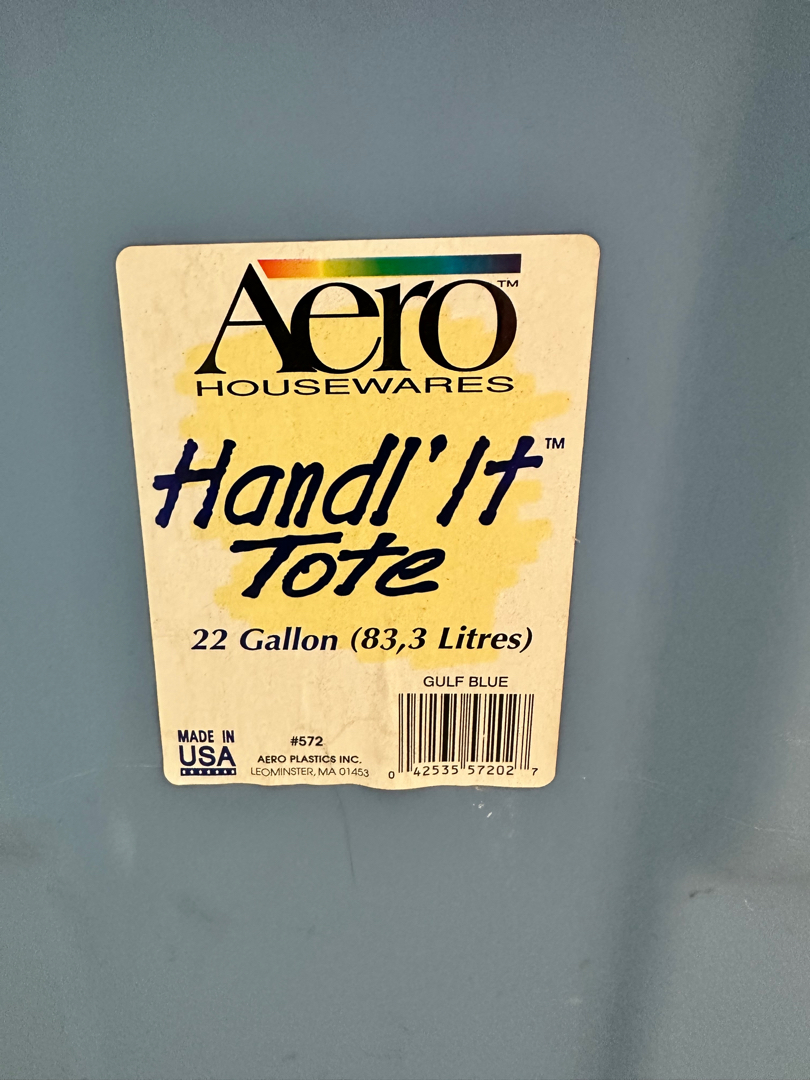 Aero™
HOUSEWARES
Handl'It™
Tote
22 Gallon (83,3 Litres)
GULF BLUE
MADE IN
USA
#572
AERO PLASTICS INC.
LEOMINSTER, MA 01453
0 42535 57202 7